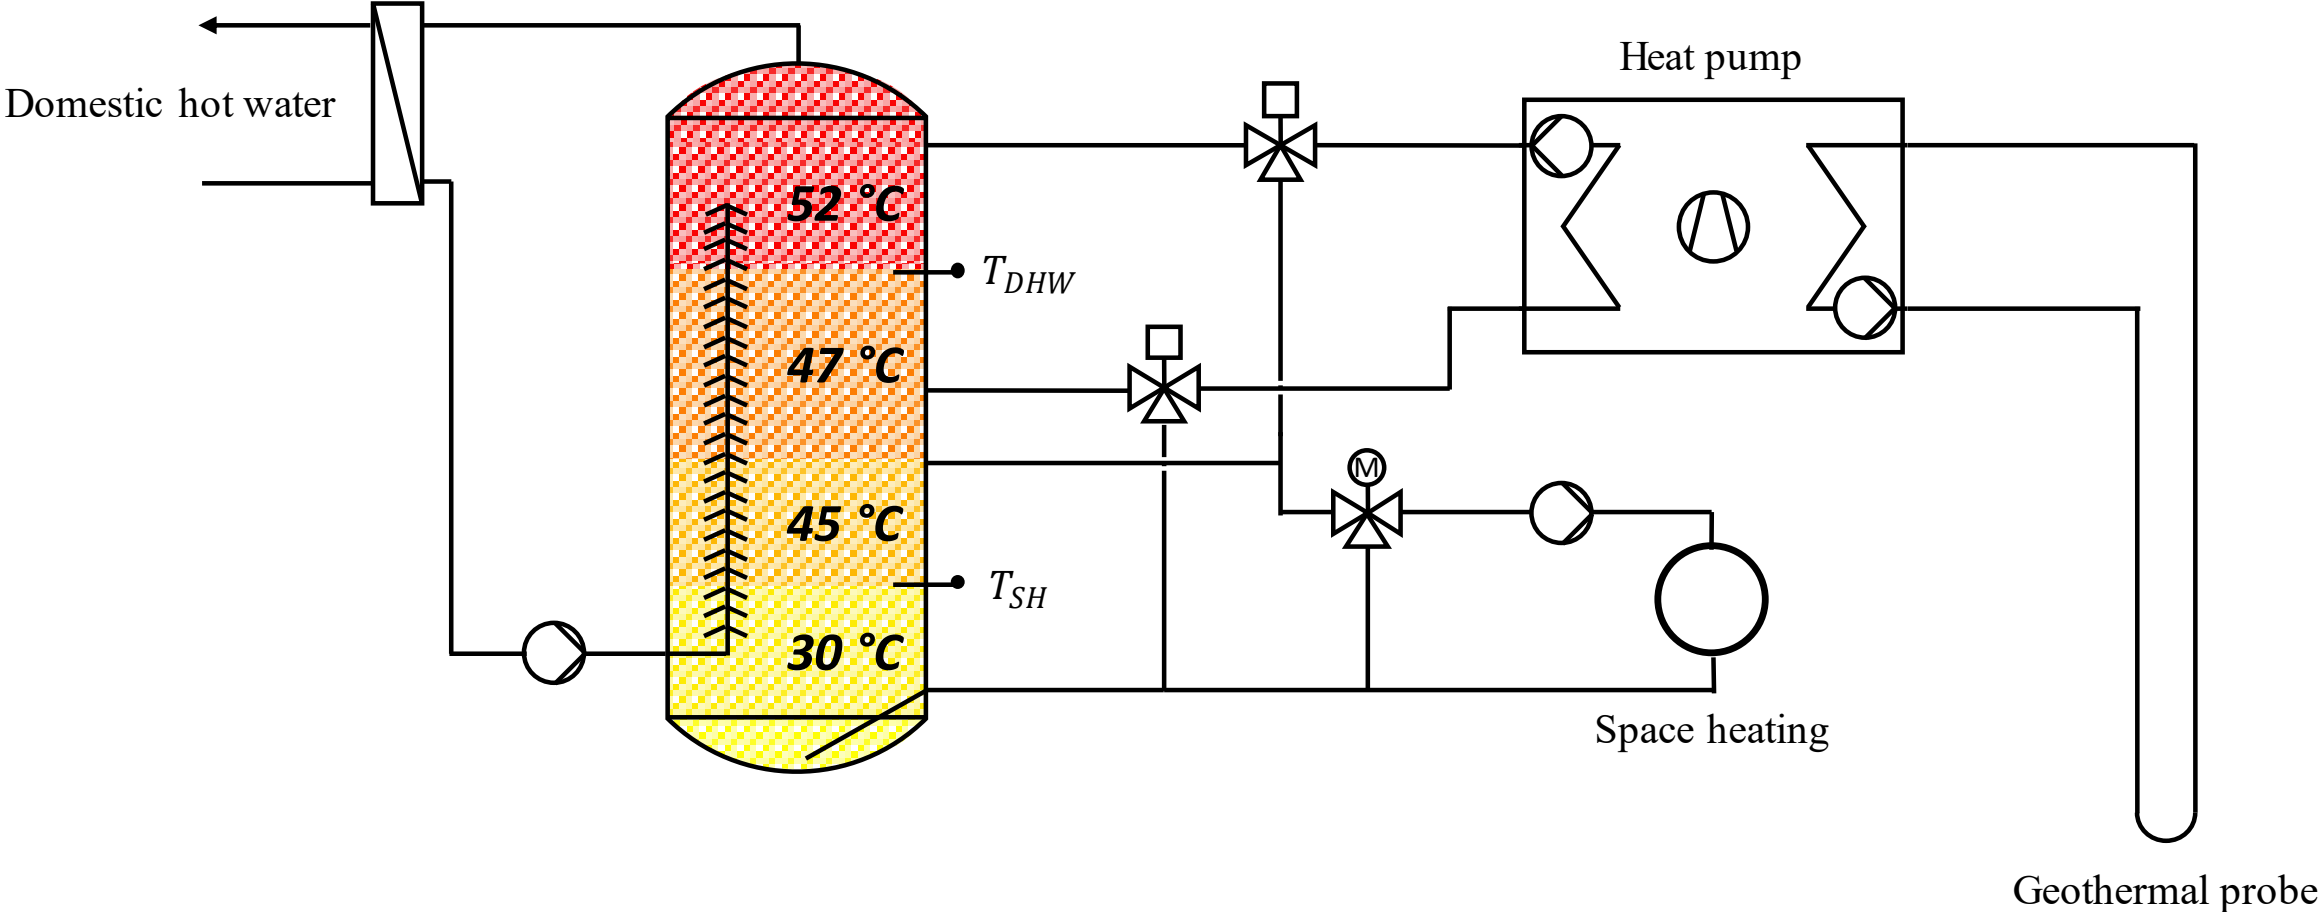 Heat pump
Domestic hot water
52 °C
T_DHW
47 °C
M
45 °C
T_SH
30 °C
Space heating
Geothermal probe